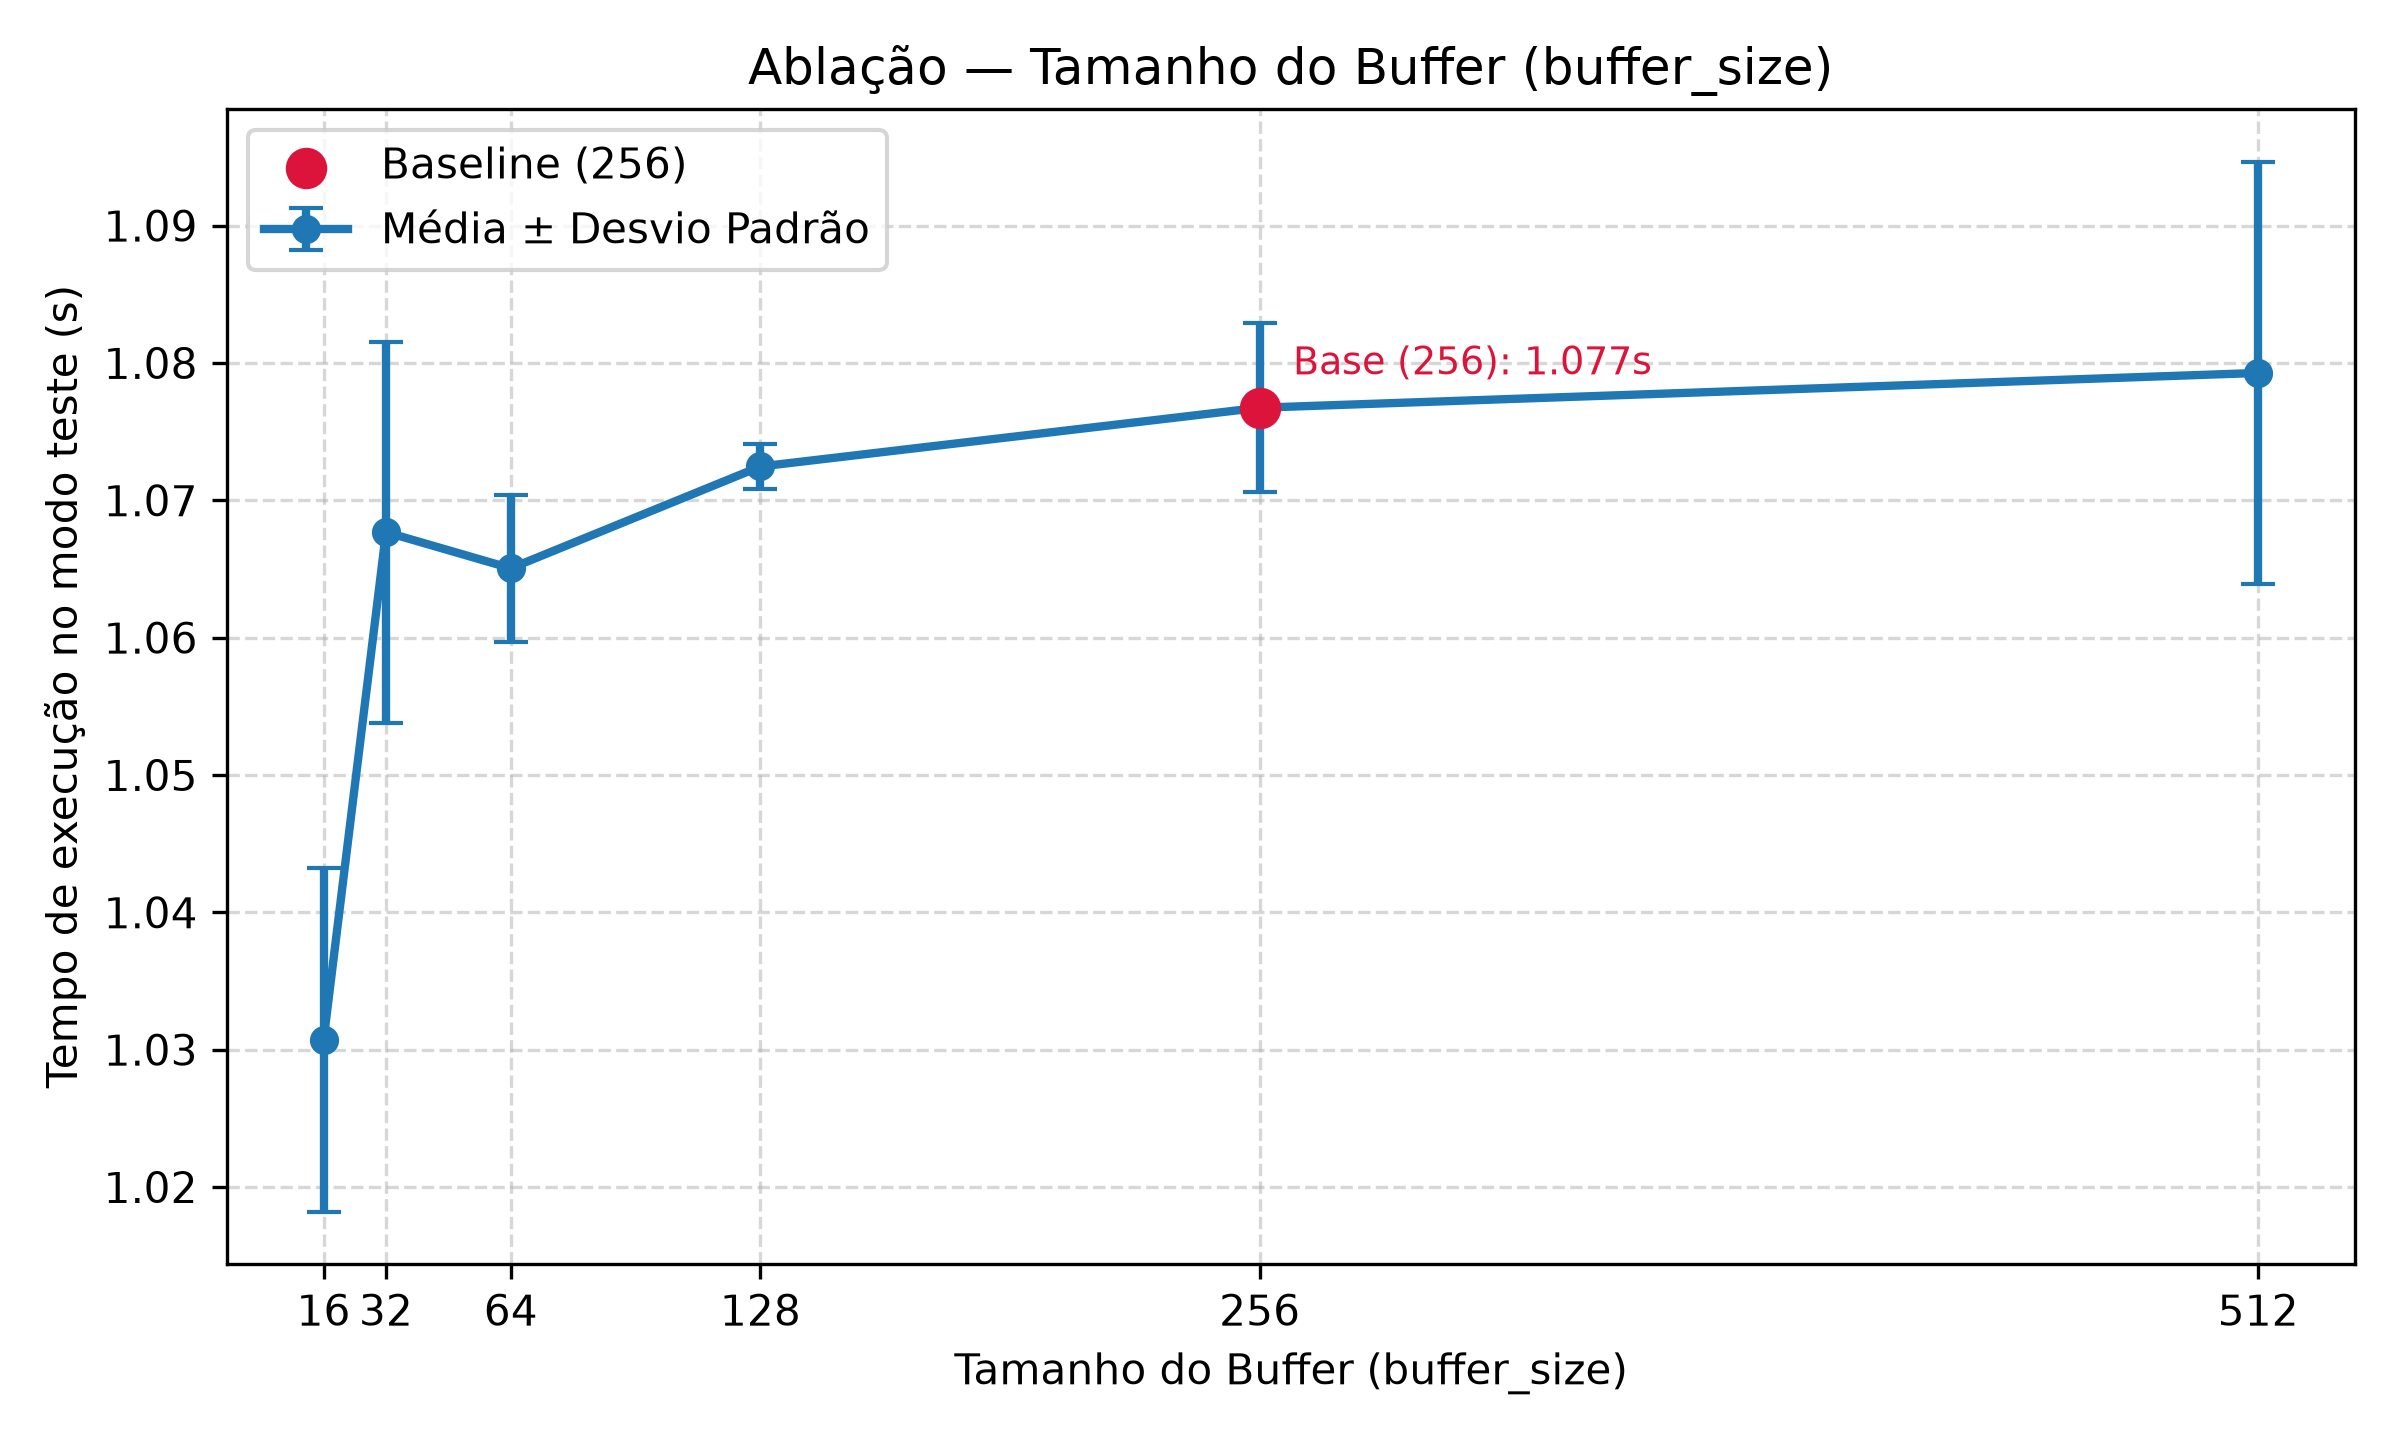 Ablação — Tamanho do Buffer (buffer_size)
Baseline (256)
Média ± Desvio Padrão
Tempo de execução no modo teste (s)
1.09
1.08
1.07
1.06
1.05
1.04
1.03
1.02
Base (256): 1.077s
16 32 64 128 256 512
Tamanho do Buffer (buffer_size)